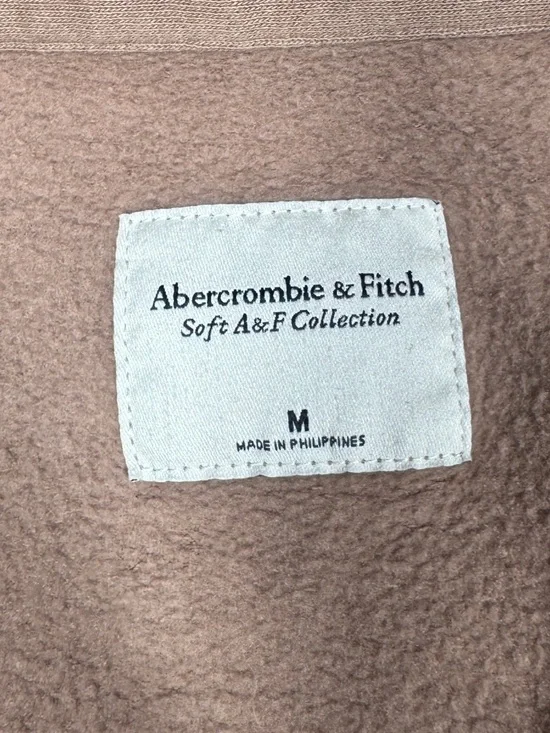 Abercrombie & Fitch
Soft A&F Collection
M
MADE IN PHILIPPINES